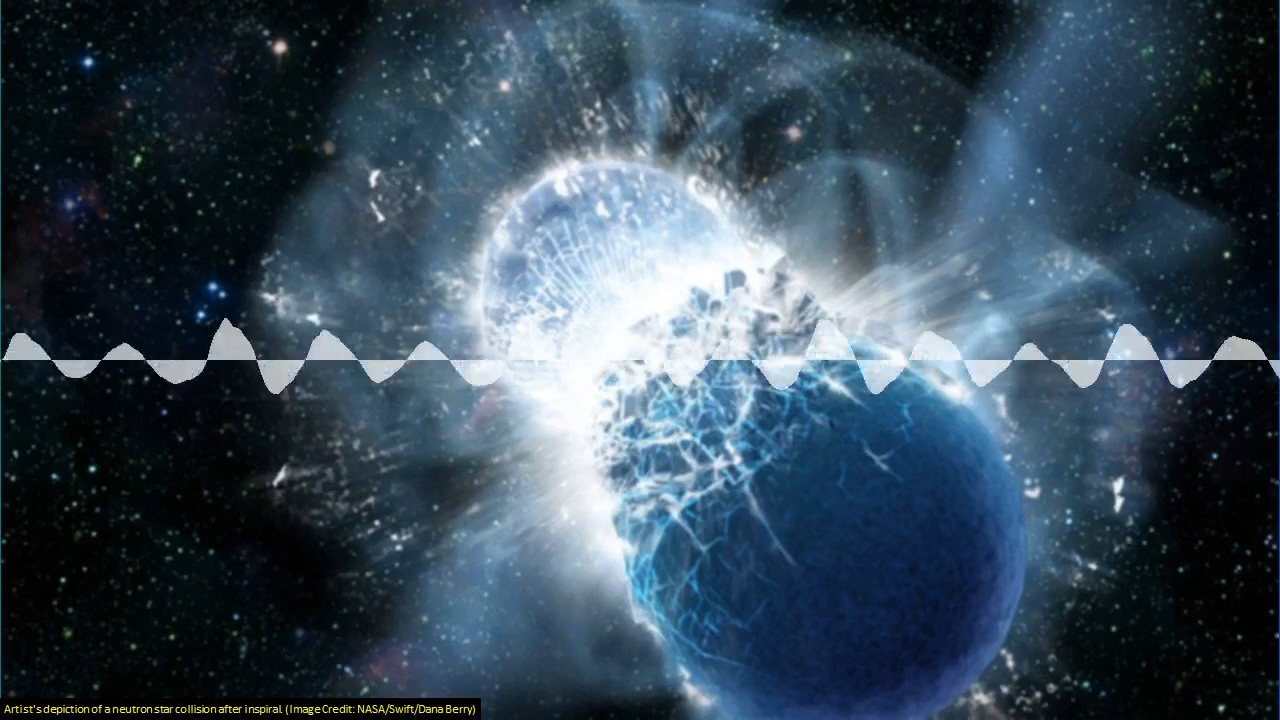 Artist's depiction of a neutron star collision after inspiral. (Image Credit: NASA/Swift/Dana Berry)